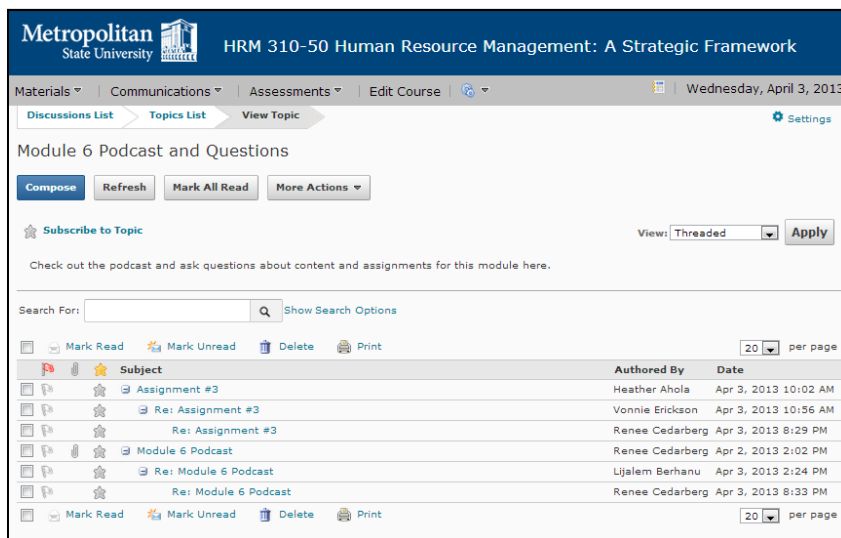 Metropolitan
State University
HRM 310-50 Human Resource Management: A Strategic Framework
Materials | Communications | Assessments | Edit Course | | Wednesday, April 3, 2013
Discussions List Topics List View Topic Settings
Module 6 Podcast and Questions
Compose Refresh Mark All Read More Actions
Subscribe to Topic View: Threaded Apply
Check out the podcast and ask questions about content and assignments for this module here.
Search For: Show Search Options
Mark Read Mark Unread Delete Print 20 per page
Subject Authored By Date
Assignment #3 Heather Ahola Apr 3, 2013 10:02 AM
Re: Assignment #3 Vonnie Erickson Apr 3, 2013 10:56 AM
Re: Assignment #3 Renee Cedarberg Apr 3, 2013 8:29 PM
Module 6 Podcast Renee Cedarberg Apr 2, 2013 2:02 PM
Re: Module 6 Podcast Lijalem Berhanu Apr 3, 2013 2:24 PM
Re: Module 6 Podcast Renee Cedarberg Apr 3, 2013 8:33 PM
Mark Read Mark Unread Delete Print 20 per page